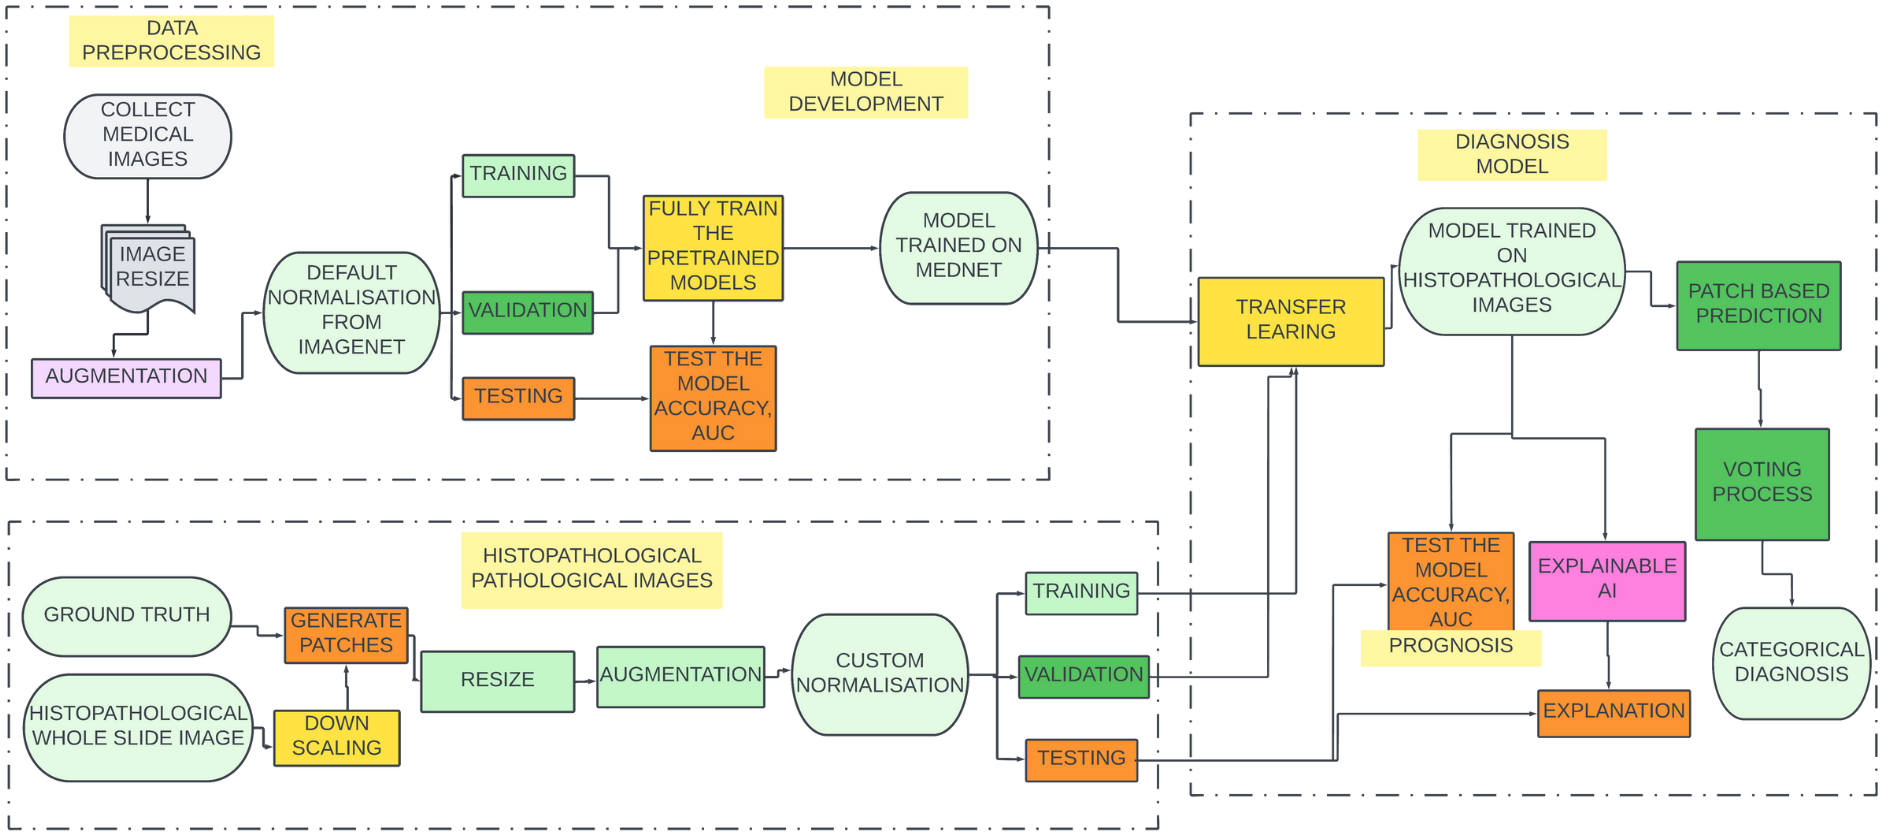 DATA
PREPROCESSING
COLLECT
MEDICAL
IMAGES
IMAGE
RESIZE
AUGMENTATION
DEFAULT
NORMALISATION
FROM
IMAGENET
MODEL
DEVELOPMENT
TRAINING
VALIDATION
TESTING
FULLY TRAIN
THE
PRETRAINED
MODELS
TEST THE
MODEL
ACCURACY,
AUC
MODEL
TRAINED ON
MEDNET
HISTOPATHOLOGICAL
PATHOLOGICAL IMAGES
GROUND TRUTH
HISTOPATHOLOGICAL
WHOLE SLIDE IMAGE
DOWN
SCALING
GENERATE
PATCHES
RESIZE
AUGMENTATION
CUSTOM
NORMALISATION
TRAINING
VALIDATION
TESTING
DIAGNOSIS
MODEL
TRANSFER
LEARING
MODEL TRAINED
ON
HISTOPATHOLOGICAL
IMAGES
PATCH BASED
PREDICTION
VOTING
PROCESS
CATEGORICAL
DIAGNOSIS
TEST THE
MODEL
ACCURACY,
AUC
PROGNOSIS
EXPLAINABLE
AI
EXPLANATION